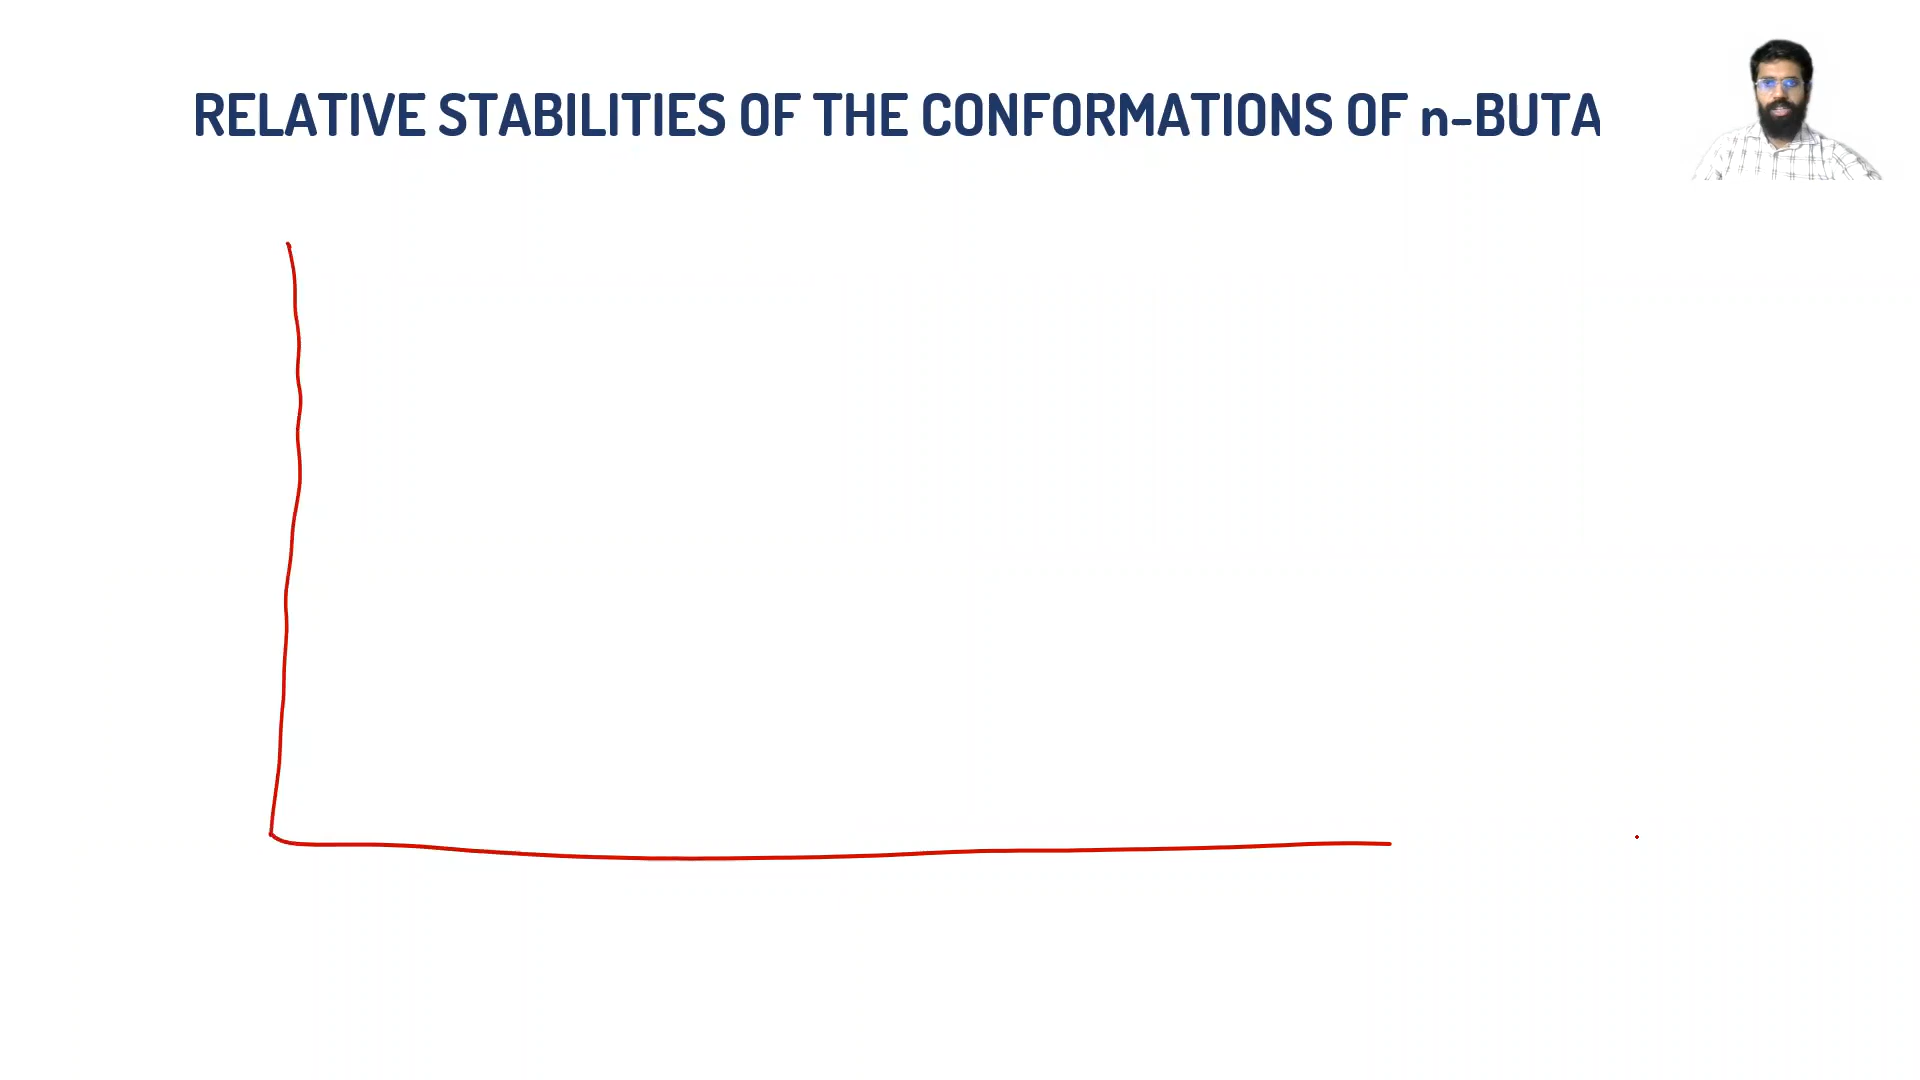 RELATIVE STABILITIES OF THE CONFORMATIONS OF n-BUTA